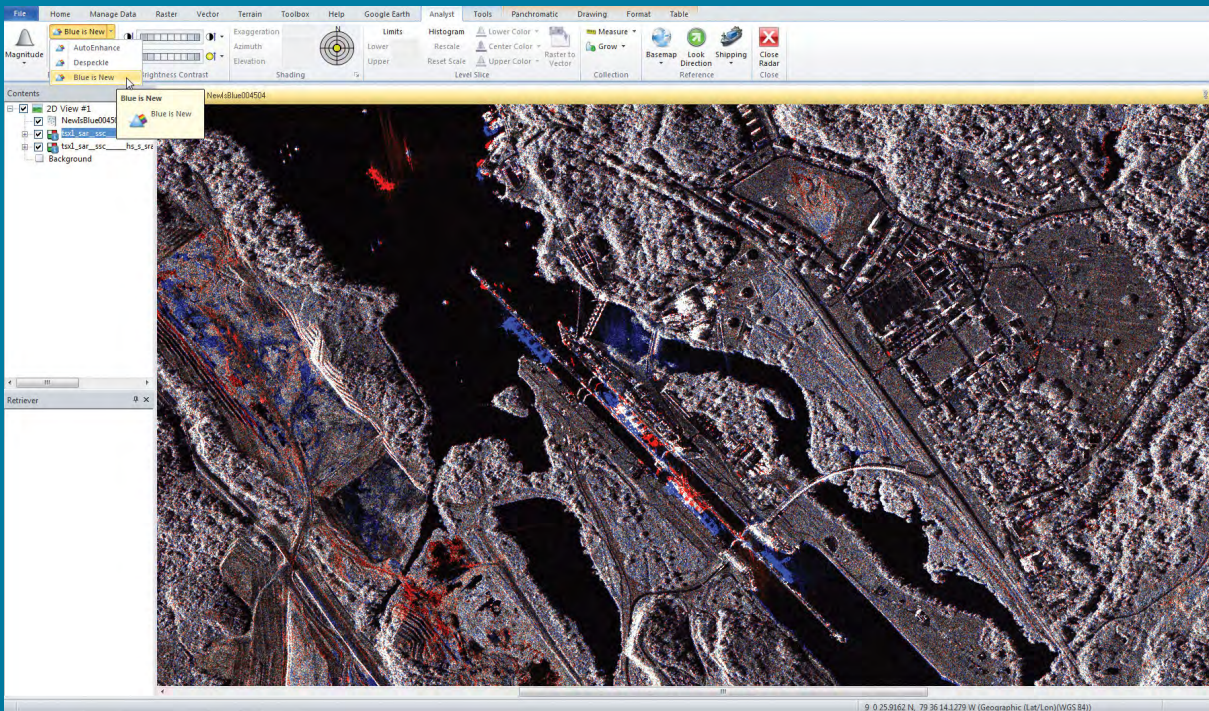 File Home Manage Data Raster Vector Terrain Toolbox Help Google Earth Analyst Tools Panchromatic Drawing Format Table
Magnitude
Blue is New
AutoEnhance
Despeckle
Blue is New
Brightness Contrast
Exaggeration
Azimuth
Elevation
Shading
N
Limits
Lower
Upper
Histogram
Rescale
Reset Scale
Lower Color
Center Color
Upper Color
Raster to Vector
Level Slice
Measure
Grow
Collection
Basemap
Look Direction
Shipping
Reference
Close Radar
Close
Contents
NewIsBlue004504
Blue is New
Blue is New
2D View #1
NewIsBlue0045
tsx1_sar_ssc
tsx1_sar_ssc_____hs_s_sra
Background
Retriever
9 0 25.9162 N, 79 36 14.1279 W (Geographic (Lat/Lon)(WGS 84))